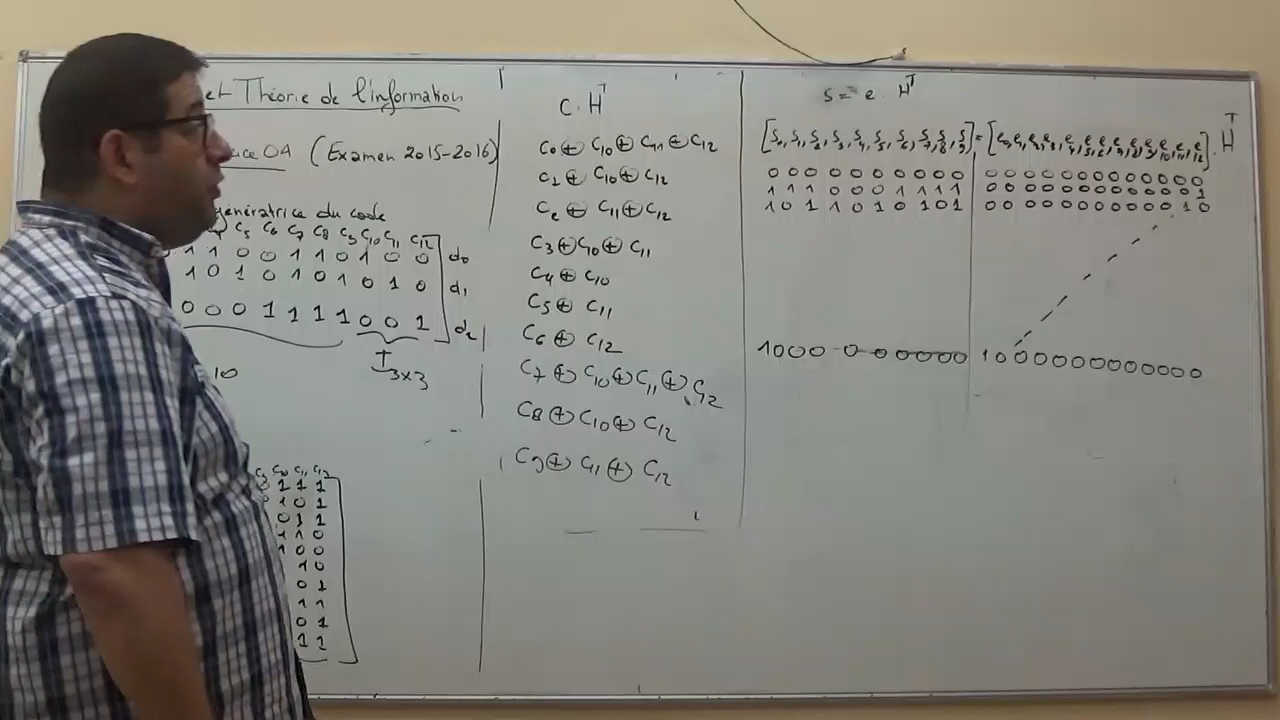 et Théorie de l'information
04 (Examen 2015-2016)
génératrice du code
C5 C6 C7 C8 C9 C10 C11 C12
1 1 0 0 1 1 0 1 0 0 d0
1 0 1 0 1 0 1 0 1 0 d1
0 0 0 1 1 1 1 0 0 1 d2
I3x3
10
C9 C10 C11 C12
1 1 1
1 0 1
0 1 1
1 1 0
1 0 0
1 0
0 1
1 1
0 1
1 1
C . H^T
C0 ⊕ C10 ⊕ C11 ⊕ C12
C1 ⊕ C10 ⊕ C12
C2 ⊕ C11 ⊕ C12
C3 ⊕ C10 ⊕ C11
C4 ⊕ C10
C5 ⊕ C11
C6 ⊕ C12
C7 ⊕ C10 ⊕ C11 ⊕ C12
C8 ⊕ C10 ⊕ C12
C9 ⊕ C11 ⊕ C12
s = e . H^T
[s0, s1, s2, s3, s4, s5, s6, s7, s8, s9] = [e0, e1, e2, e3, e4, e5, e6, e7, e8, e9, e10, e11, e12] . H^T
0 0 0 0 0 0 0 0 0 0 0 0 0 0 0 0 0 0 0 0 0 0 0
1 1 1 0 0 0 1 1 1 1 0 0 0 0 0 0 0 0 0 0 0 0 1
1 0 1 1 0 1 0 1 0 1 0 0 0 0 0 0 0 0 0 0 0 1 0
1 0 0 0 0 0 0 0 0 0 1 0 0 0 0 0 0 0 0 0 0 0 0